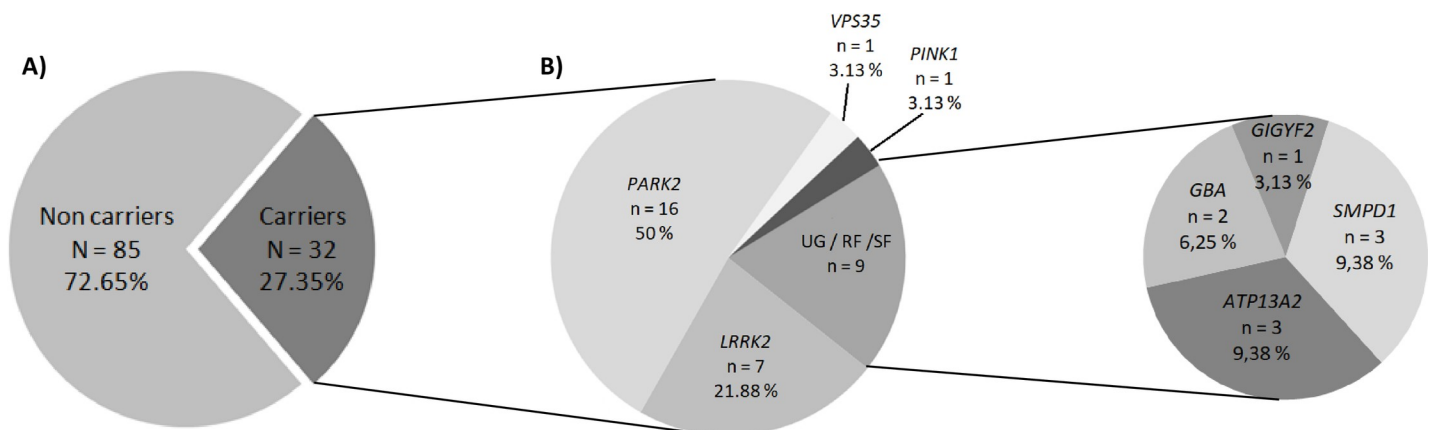 A)
Non carriers
N = 85
72.65%
Carriers
N = 32
27.35%
B)
VPS35
n = 1
3.13 %
PINK1
n = 1
3.13 %
PARK2
n = 16
50 %
UG / RF /SF
n = 9
LRRK2
n = 7
21.88 %
GIGYF2
n = 1
3,13 %
GBA
n = 2
6,25 %
SMPD1
n = 3
9,38 %
ATP13A2
n = 3
9,38 %